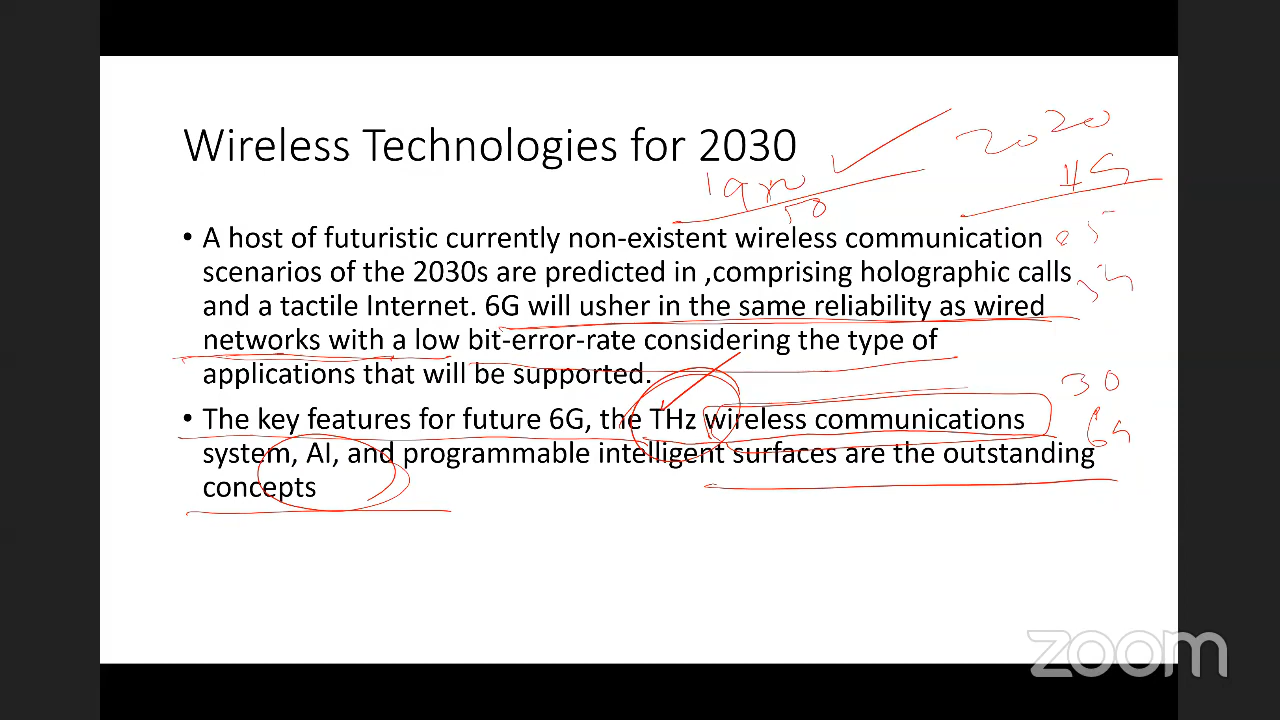 Wireless Technologies for 2030
2020
• A host of futuristic currently non-existent wireless communication
scenarios of the 2030s are predicted in ,comprising holographic calls
and a tactile Internet. 6G will usher in the same reliability as wired
networks with a low bit-error-rate considering the type of
applications that will be supported.
30
• The key features for future 6G, the THz wireless communications
6G
system, AI, and programmable intelligent surfaces are the outstanding
concepts
zoom